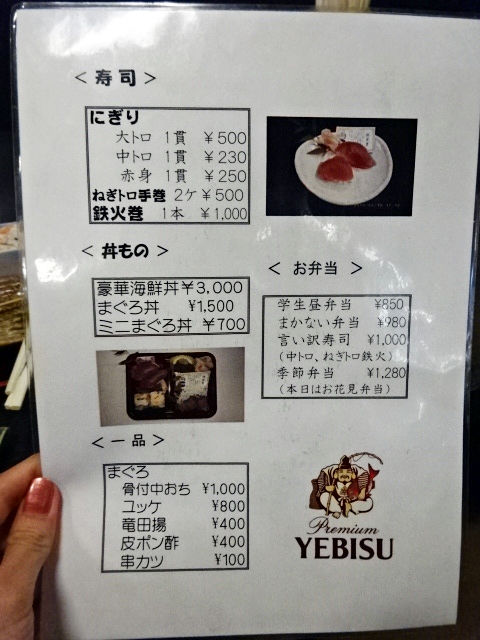 ＜ 寿司 ＞
にぎり
大トロ 1貫 ￥500
中トロ 1貫 ￥230
赤身 1貫 ￥250
ねぎトロ手巻 2ケ ￥500
鉄火巻 1本 ￥1,000
＜ 丼もの ＞
豪華海鮮丼￥3,000
まぐろ丼 ￥1,500
ミニまぐろ丼 ￥700
＜ お弁当 ＞
学生昼弁当 ￥850
まかない弁当 ￥980
言い訳寿司 ￥1,000
(中トロ、ねぎトロ鉄火)
季節弁当 ￥1,280
(本日はお花見弁当)
＜ 一品 ＞
まぐろ
骨付中おち ￥1,000
ユッケ ￥800
竜田揚 ￥400
皮ポン酢 ￥400
串カツ ￥100
Premium
YEBISU